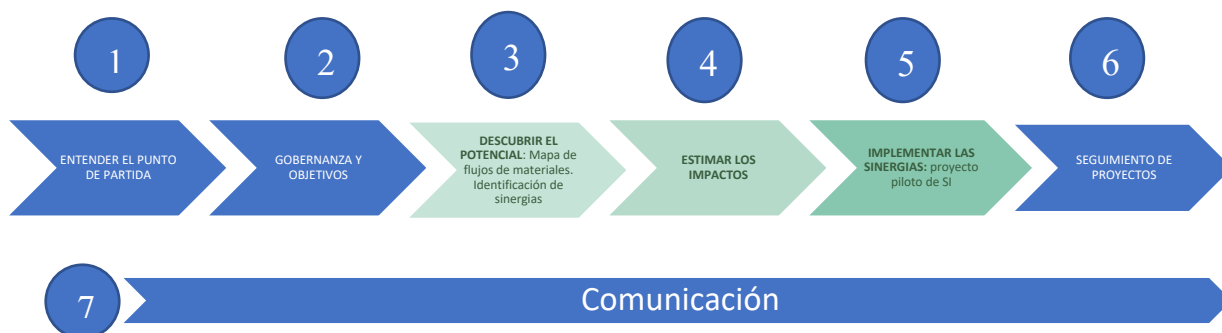 1
2
3
4
5
6
ENTENDER EL PUNTO
DE PARTIDA
GOBERNANZA Y
OBJETIVOS
DESCUBRIR EL
POTENCIAL: Mapa de
flujos de materiales.
Identificación de
sinergias
ESTIMAR LOS
IMPACTOS
IMPLEMENTAR LAS
SINERGIAS: proyecto
piloto de SI
SEGUIMIENTO DE
PROYECTOS
7
Comunicación